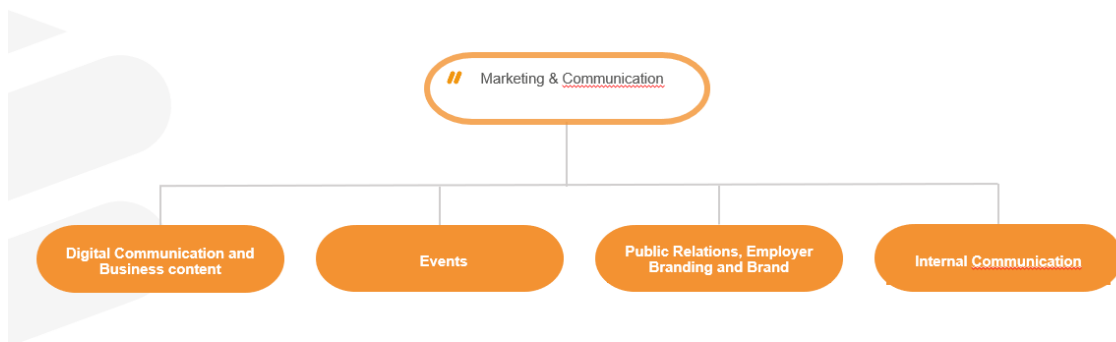 Marketing & Communication
Digital Communication and
Business content
Events
Public Relations, Employer
Branding and Brand
Internal Communication